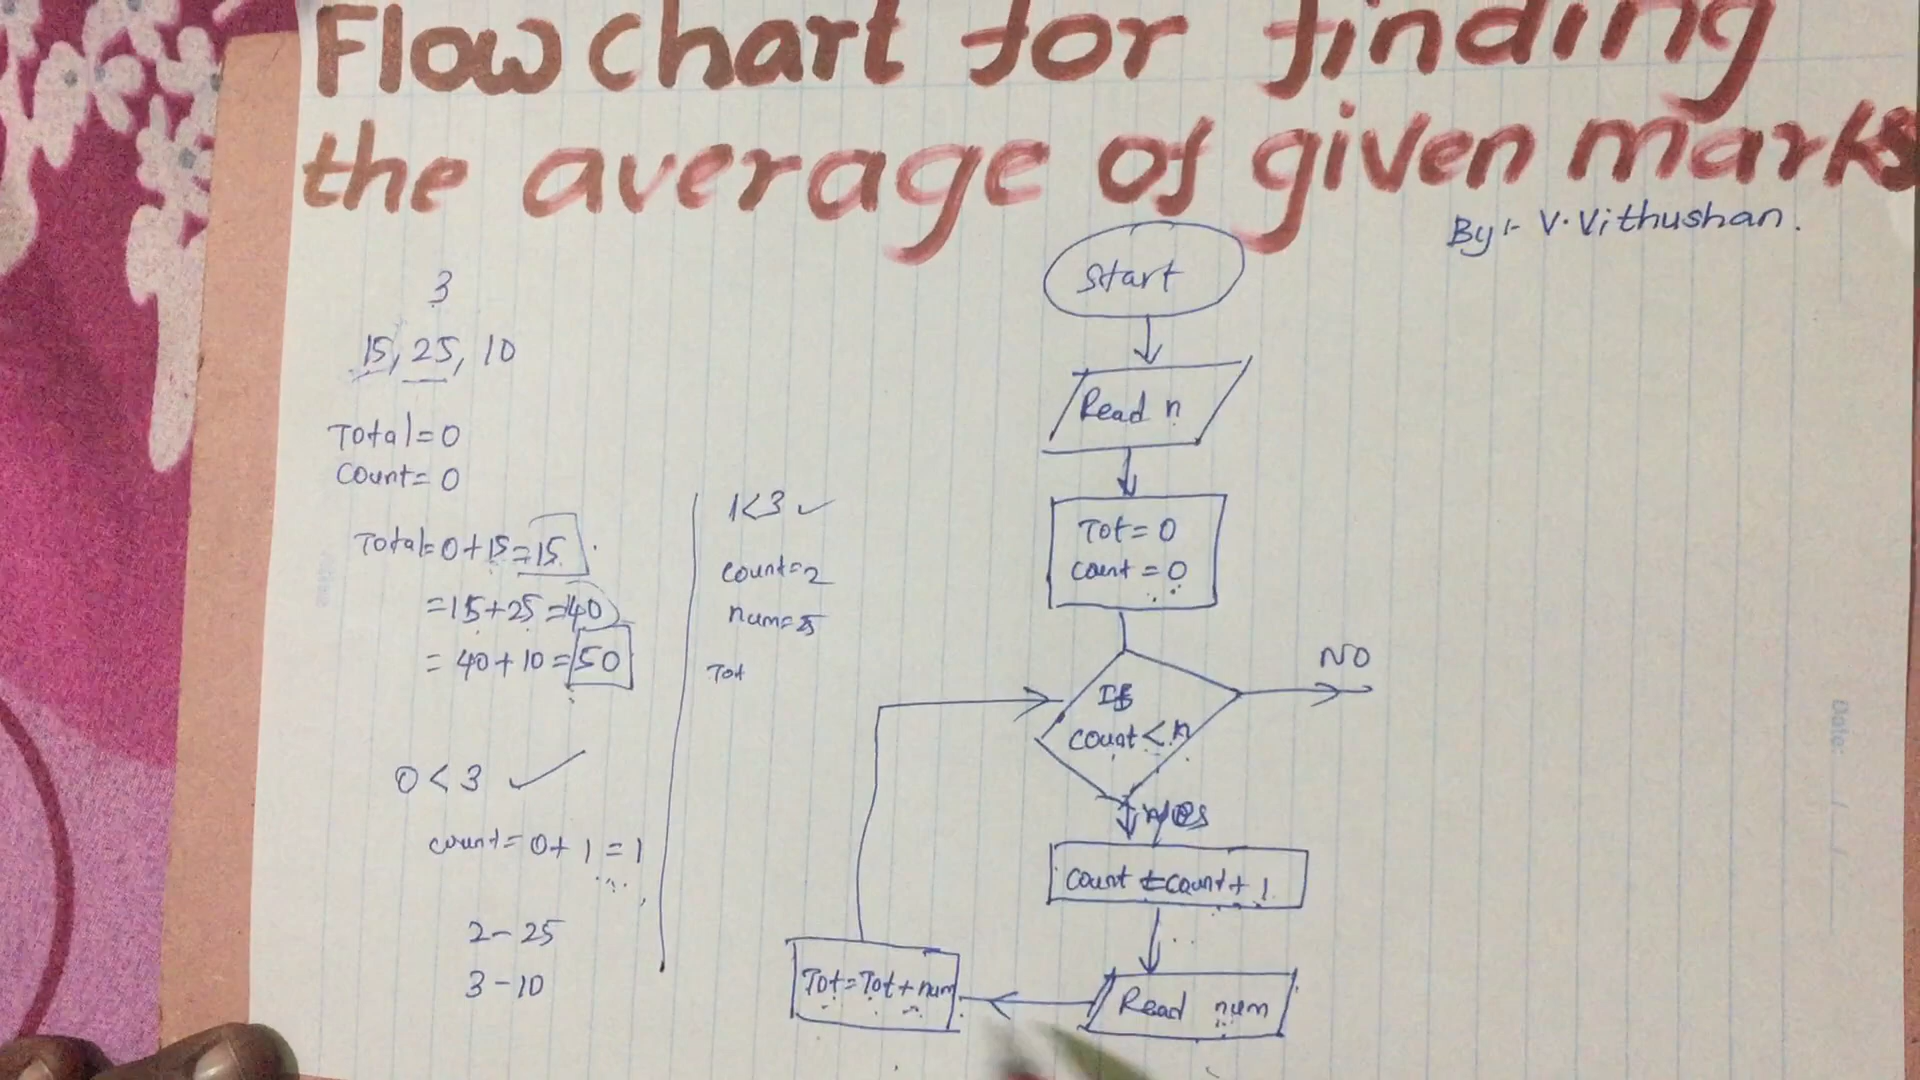 Flow chart for finding
the average of given marks
By:- V.Vithushan.
3
15, 25, 10
Total=0
Count=0
Total=0+15=15
=15+25=40
=40+10=50
0<3 ✓
count=0+1=1
2-25
3-10
1<3 ✓
count=2
num=25
Tot
Start
Read n
Tot=0
count=0
If
count<n
NO
yes
count=count+1
Read num
Tot=Tot+num
Date: